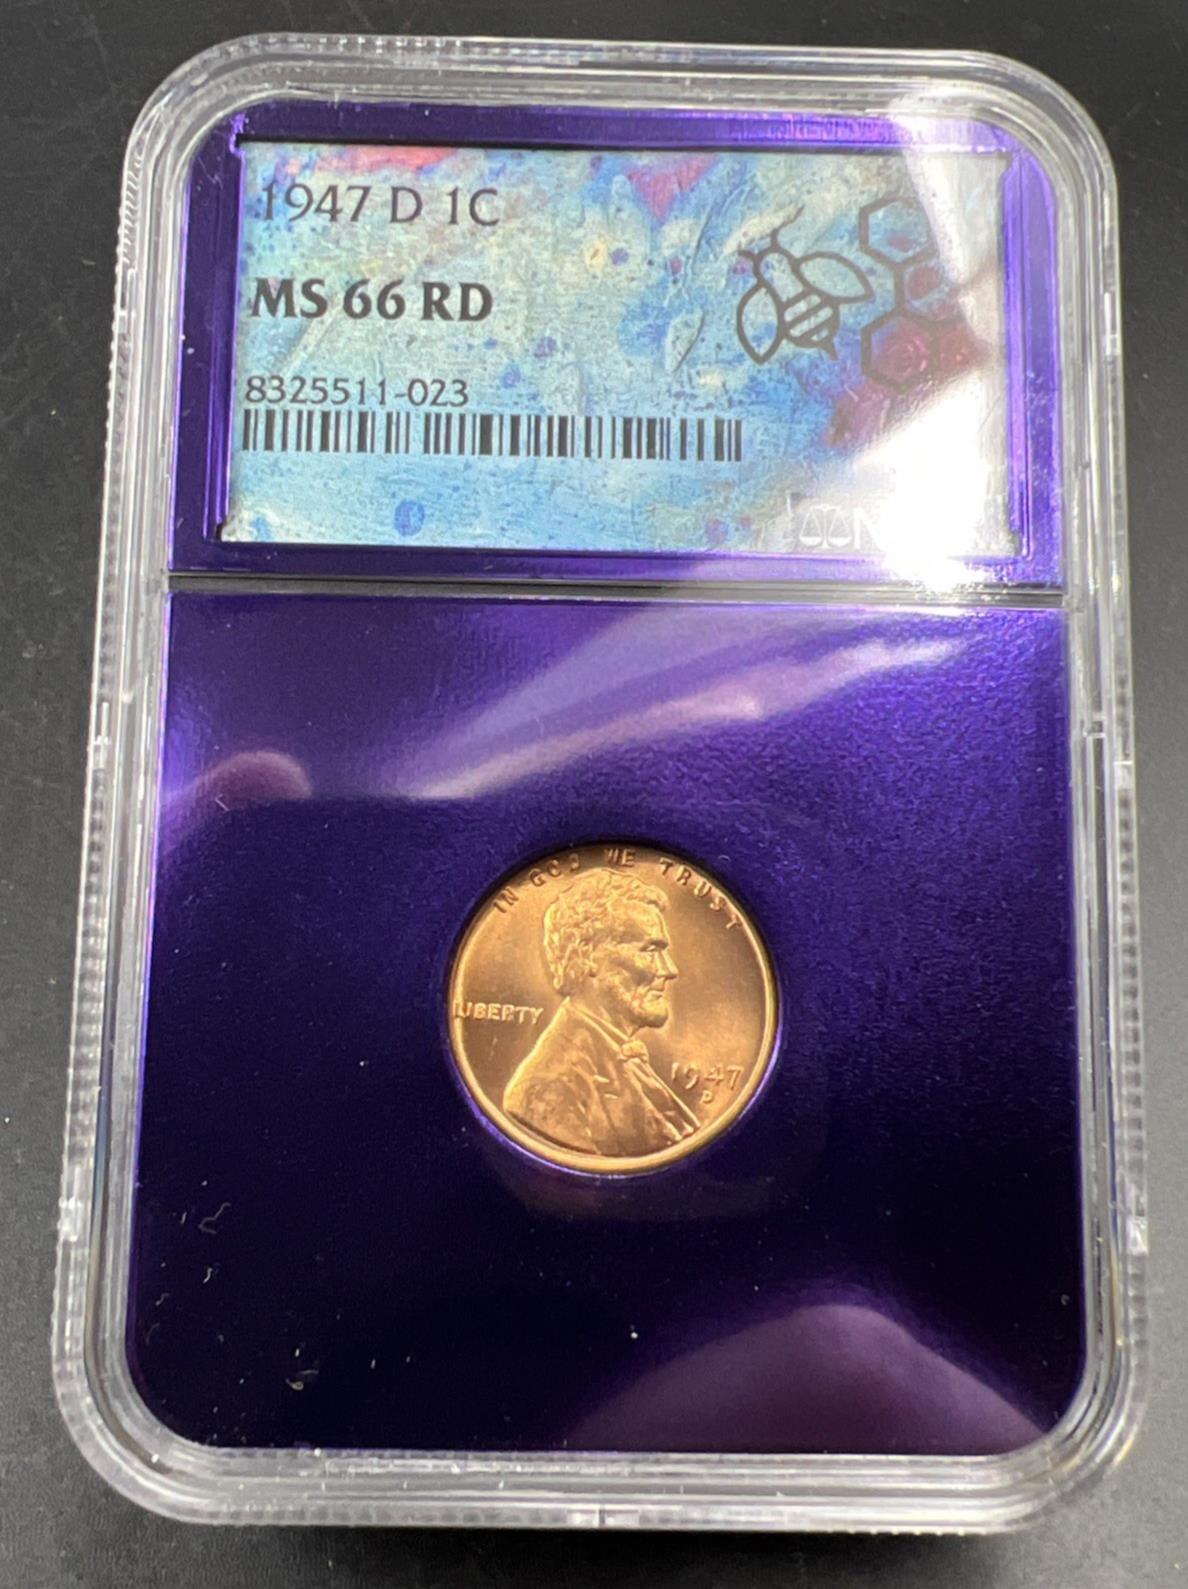 1947 D 1C
MS 66 RD
8325511-023
IN GOD WE TRUST
LIBERTY
1947
D